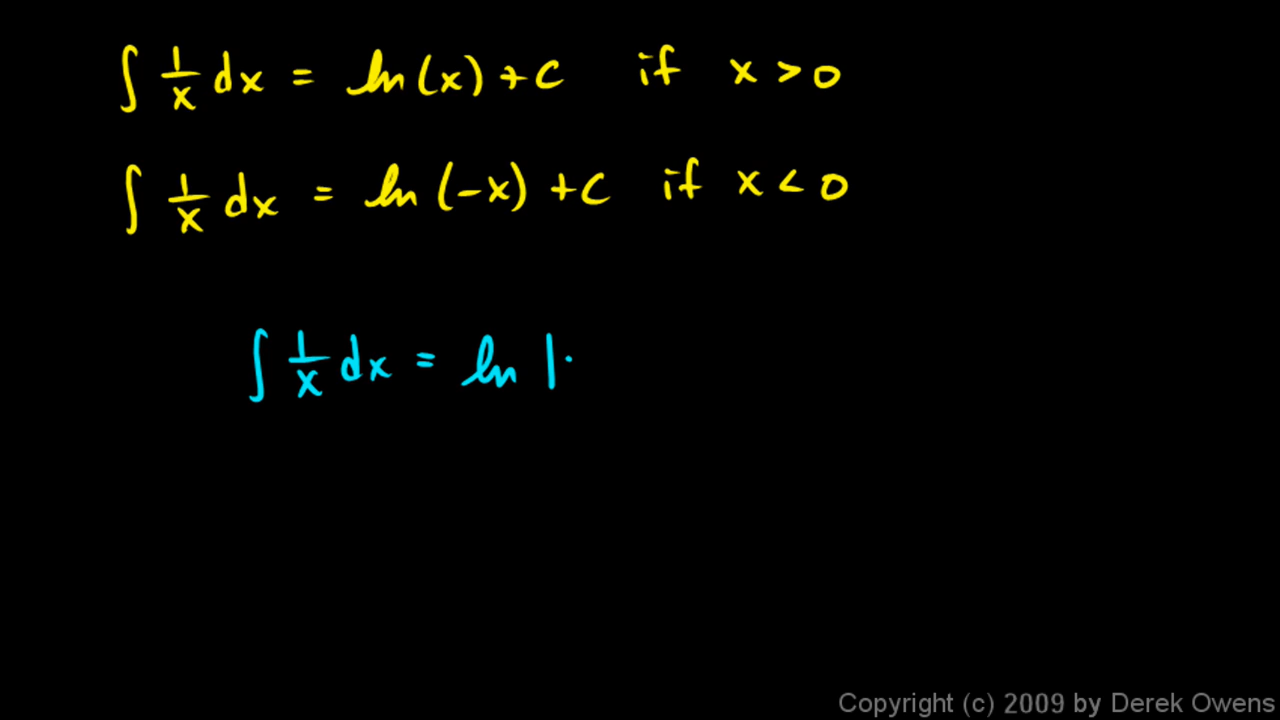 ∫ 1/x dx = ln(x) + C if x > 0
∫ 1/x dx = ln(-x) + C if x < 0
∫ 1/x dx = ln |
Copyright (c) 2009 by Derek Owens